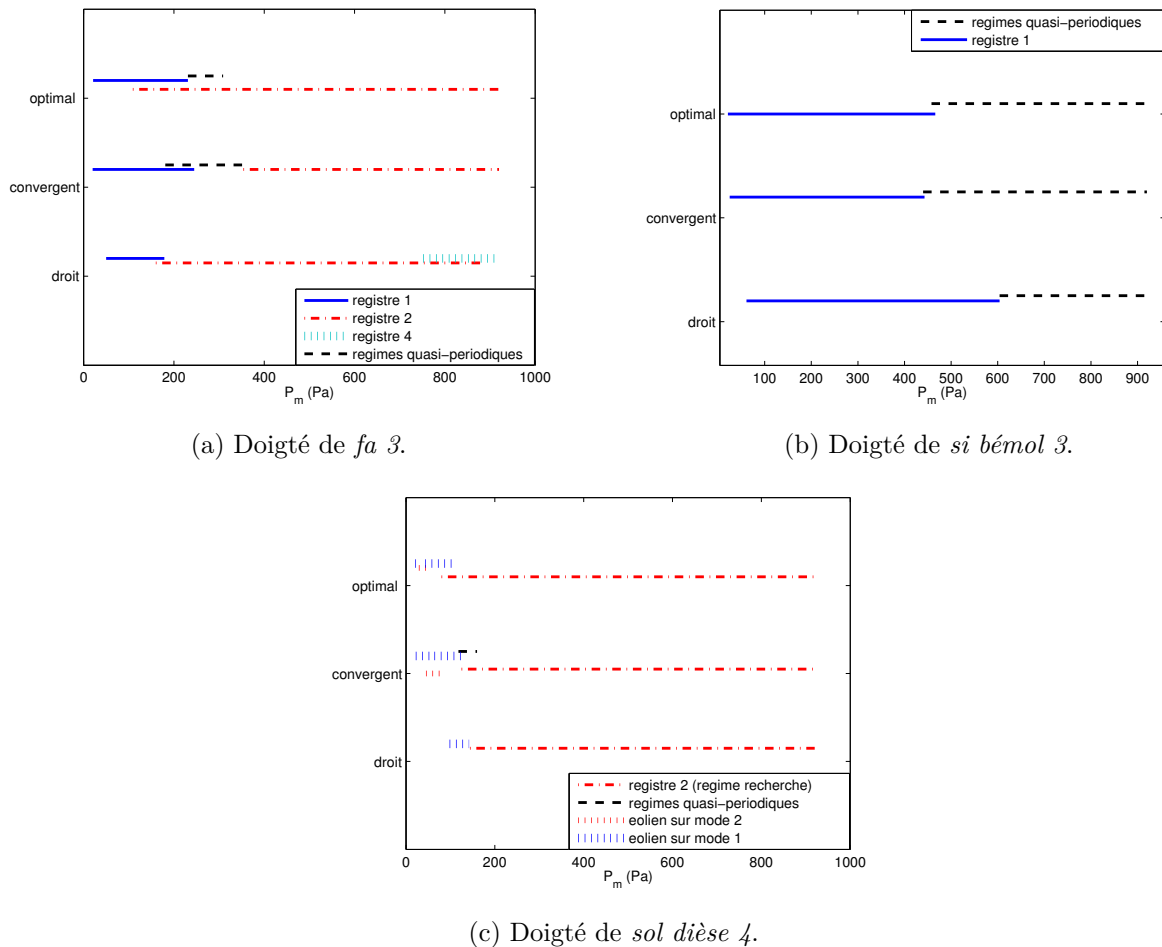 optimal
convergent
droit
registre 1
registre 2
registre 4
regimes quasi-periodiques
0 200 400 600 800 1000
P_m (Pa)
(a) Doigté de fa 3.
regimes quasi-periodiques
registre 1
optimal
convergent
droit
100 200 300 400 500 600 700 800 900
P_m (Pa)
(b) Doigté de si bémol 3.
optimal
convergent
droit
registre 2 (regime recherche)
regimes quasi-periodiques
eolien sur mode 2
eolien sur mode 1
0 200 400 600 800 1000
P_m (Pa)
(c) Doigté de sol dièse 4.